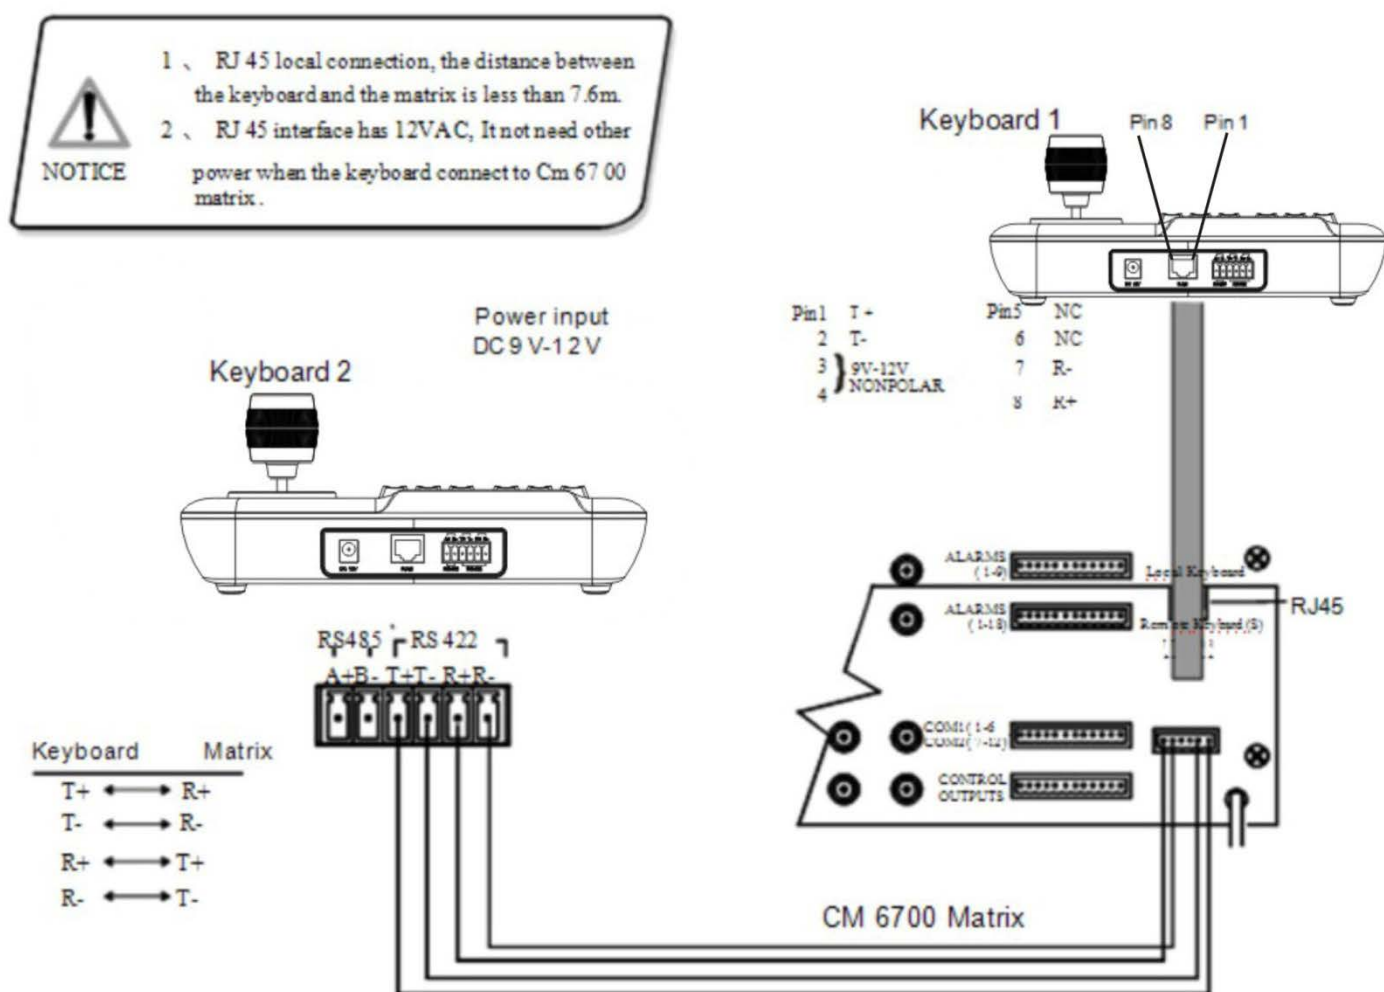 1 、 RJ 45 local connection, the distance between
the keyboard and the matrix is less than 7.6m.
2 、 RJ 45 interface has 12VAC, It not need other
power when the keyboard connect to Cm 67 00
matrix .
NOTICE
Keyboard 1
Pin 8 Pin 1
Pin1 T +
2 T-
3 9V-12V
4 NONPOLAR
Pin5 NC
6 NC
7 R-
8 R+
Power input
DC 9 V-1 2 V
Keyboard 2
RS485 RS 422
A+ B- T+ T- R+ R-
Keyboard Matrix
T+ R+
T- R-
R+ T+
R- T-
ALARMS
( 1-9)
Local Keyboard
RJ45
ALARMS
( 1-18)
Remote Keyboard (S)
COM1( 1-6
COM2( 7-12)
CONTROL
OUTPUTS
CM 6700 Matrix